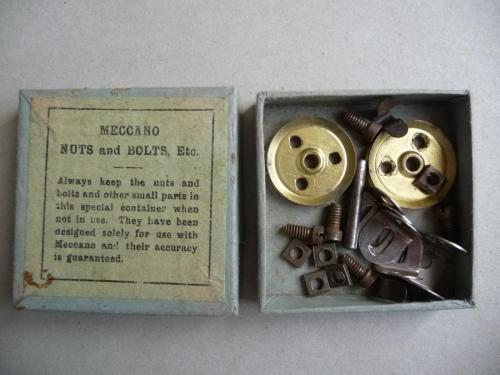 MECCANO
NUTS and BOLTS, Etc.
Always keep the nuts and
bolts and other small parts in
this special container when
not in use. They have been
designed solely for use with
Meccano and their accuracy
is guaranteed.